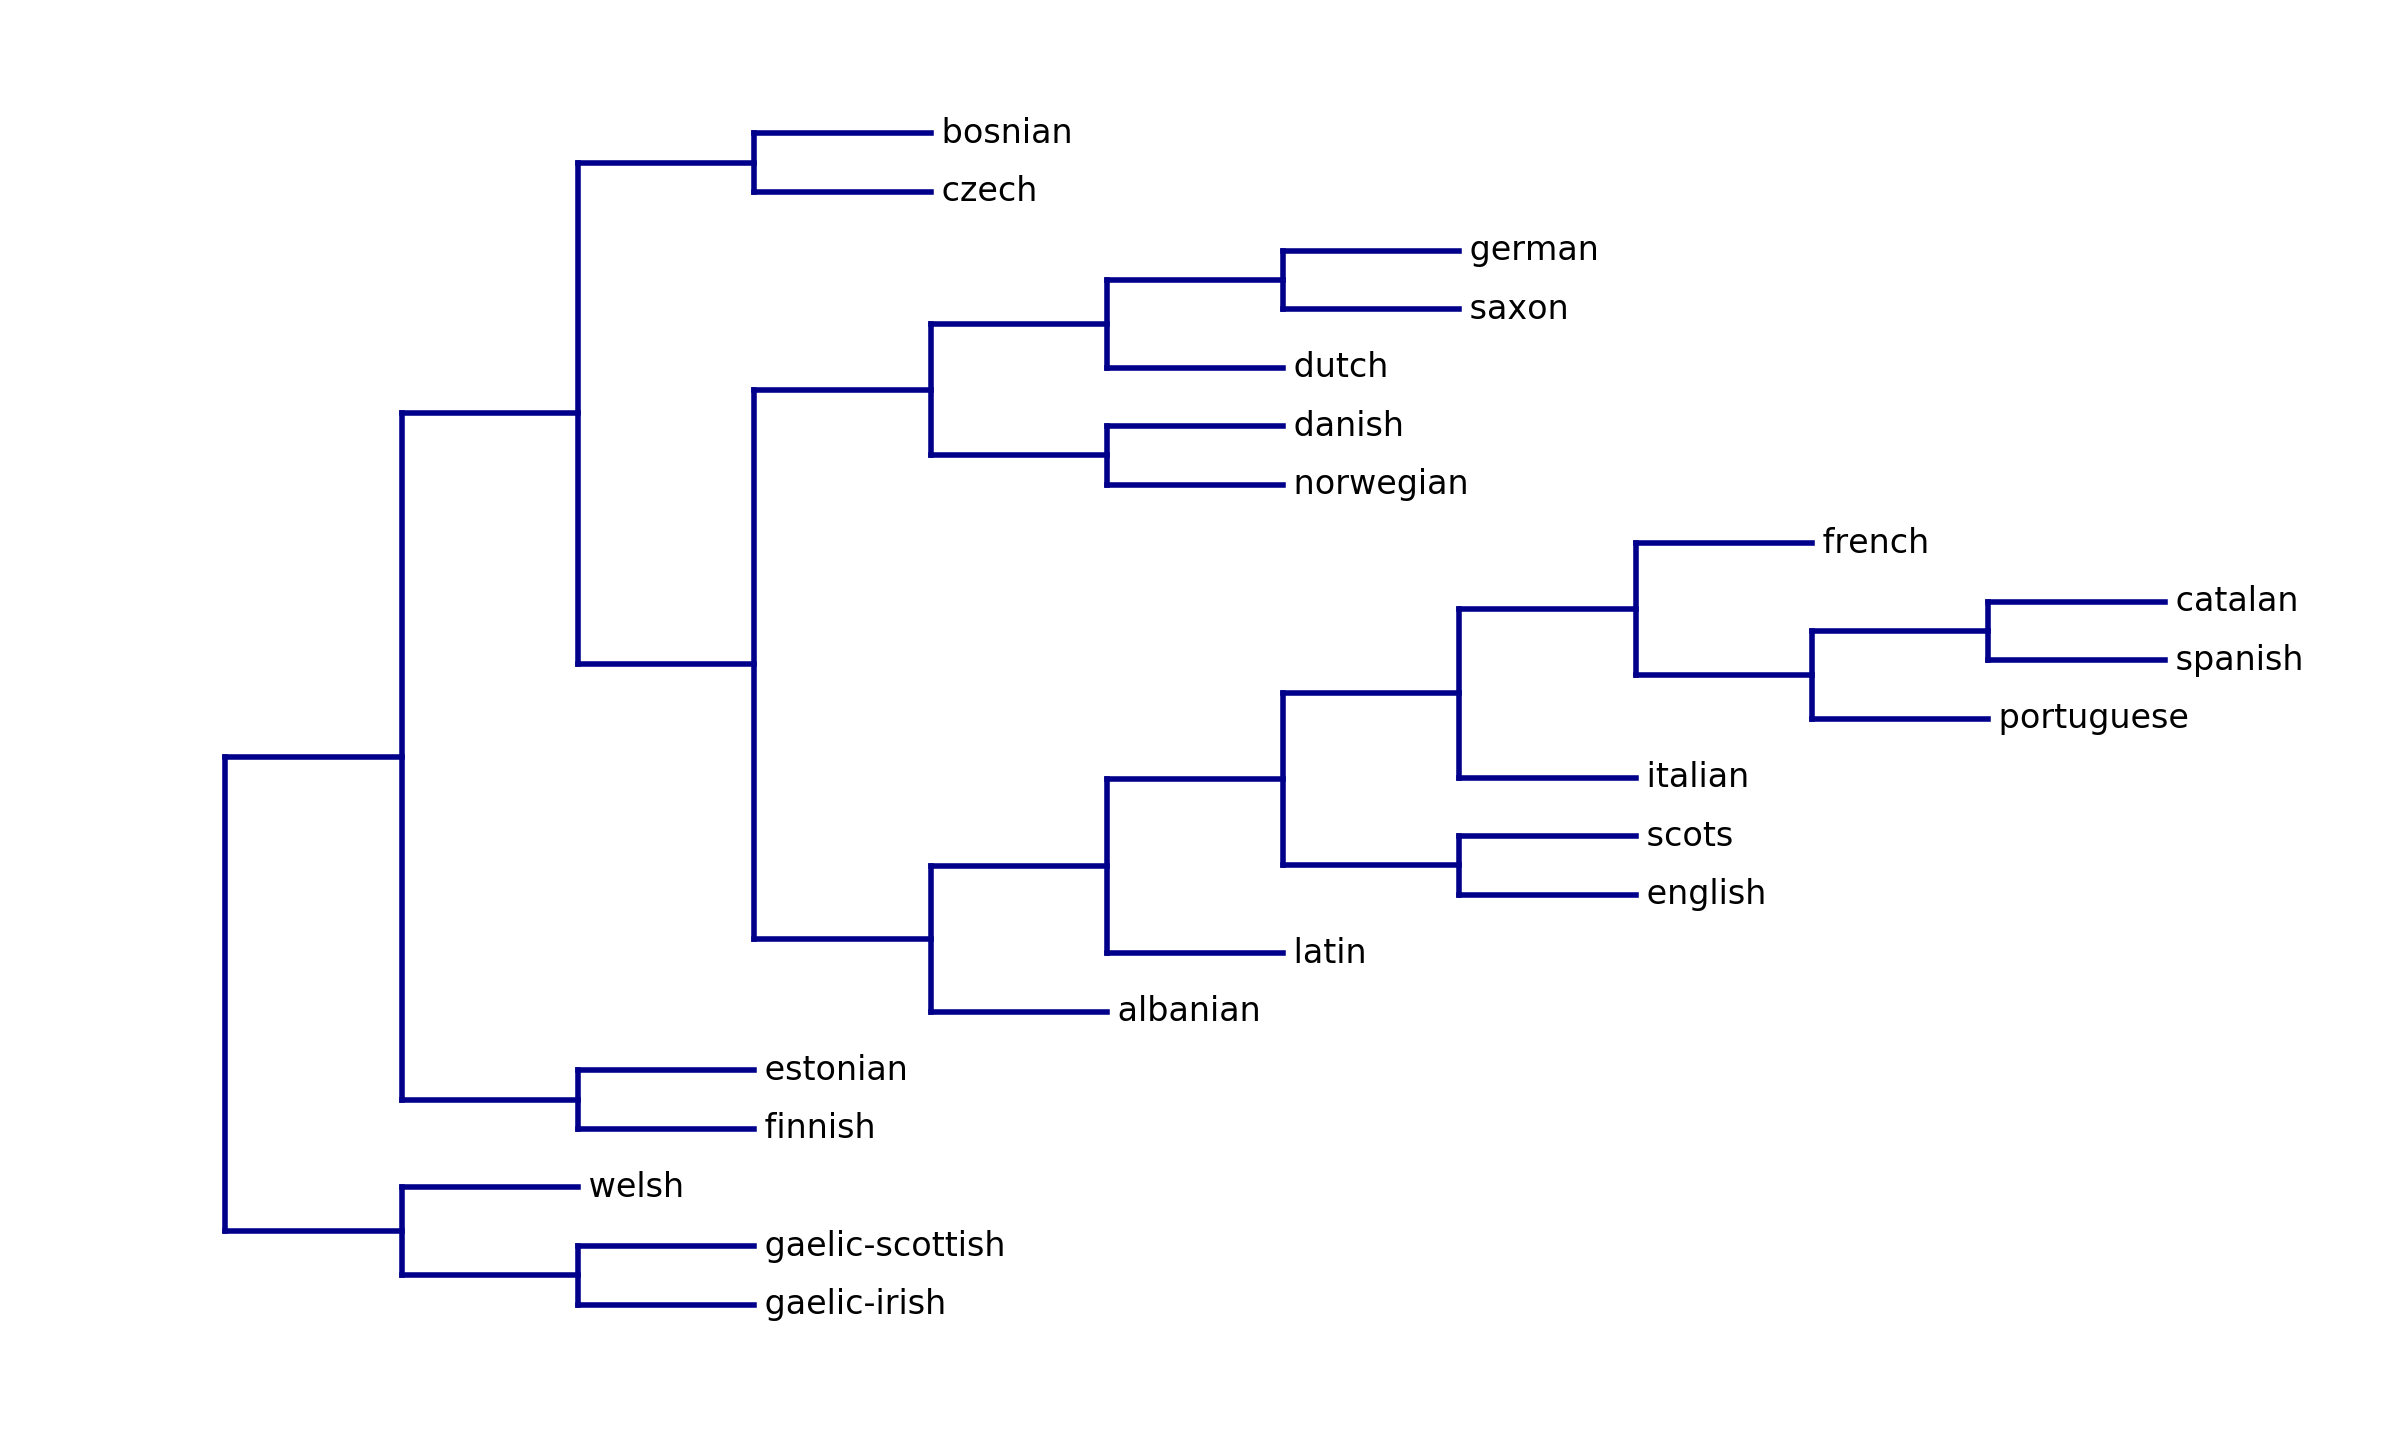 bosnian
czech
german
saxon
dutch
danish
norwegian
french
catalan
spanish
portuguese
italian
scots
english
latin
albanian
estonian
finnish
welsh
gaelic-scottish
gaelic-irish